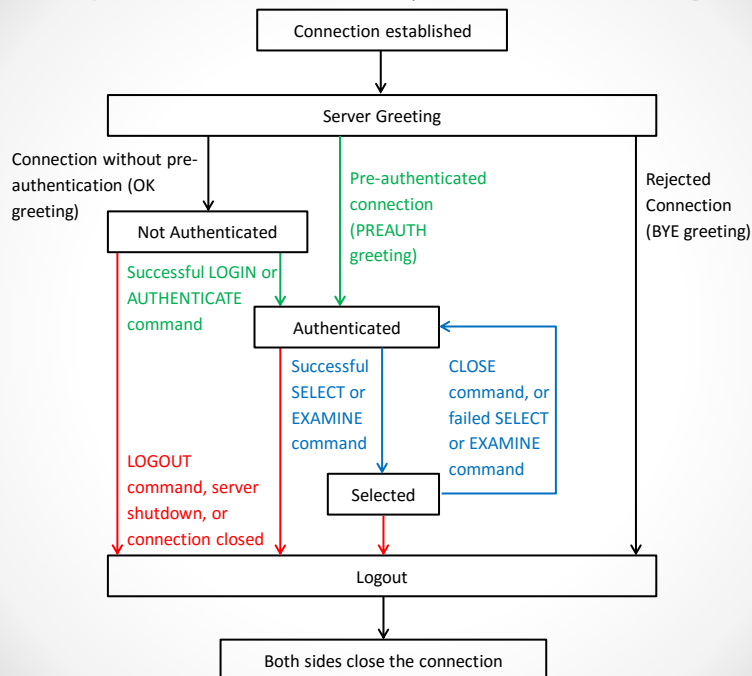 Connection established
Server Greeting
Connection without pre-
authentication (OK
greeting)
Pre-authenticated
connection
(PREAUTH
greeting)
Rejected
Connection
(BYE greeting)
Not Authenticated
Successful LOGIN or
AUTHENTICATE
command
Authenticated
Successful
SELECT or
EXAMINE
command
CLOSE
command, or
failed SELECT
or EXAMINE
command
LOGOUT
command, server
shutdown, or
connection closed
Selected
Logout
Both sides close the connection